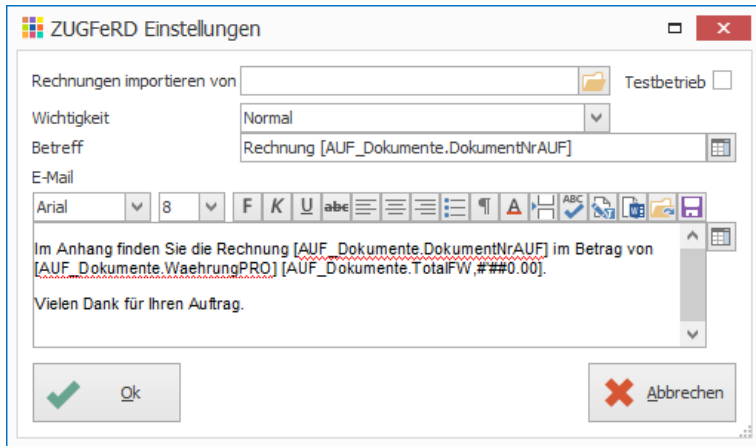 ZUGFeRD Einstellungen
Rechnungen importieren von Testbetrieb
Wichtigkeit Normal
Betreff Rechnung [AUF_Dokumente.DokumentNrAUF]
E-Mail
Arial 8 F K U abc ¶ A ABC
Im Anhang finden Sie die Rechnung [AUF_Dokumente.DokumentNrAUF] im Betrag von
[AUF_Dokumente.WaehrungPRO] [AUF_Dokumente.TotalFW,#'##0.00].
Vielen Dank für Ihren Auftrag.
Ok Abbrechen